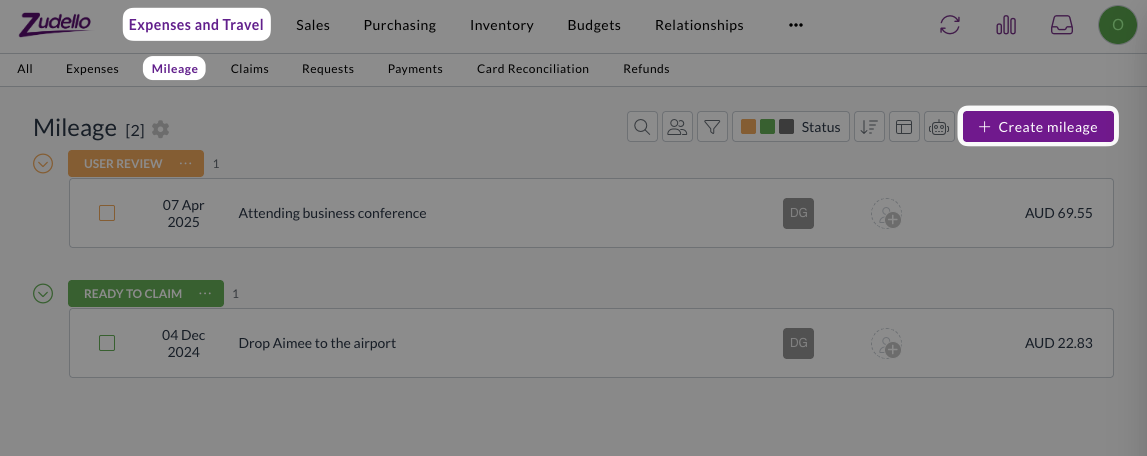 Zudello
Expenses and Travel
Sales
Purchasing
Inventory
Budgets
Relationships
O
All
Expenses
Mileage
Claims
Requests
Payments
Card Reconciliation
Refunds
Mileage [2]
Status
+ Create mileage
USER REVIEW ··· 1
07 Apr
2025
Attending business conference
DG
AUD 69.55
READY TO CLAIM ··· 1
04 Dec
2024
Drop Aimee to the airport
DG
AUD 22.83